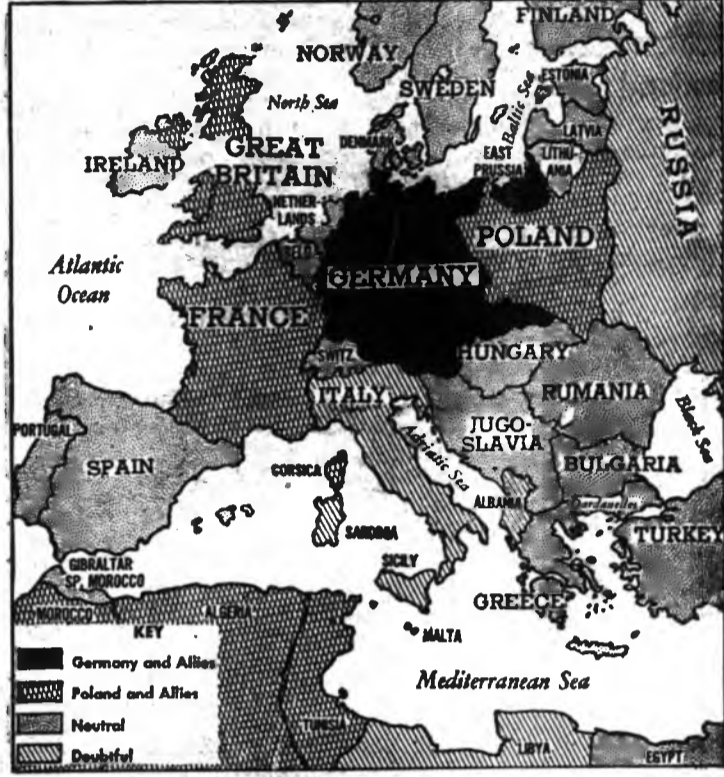 FINLAND
NORWAY
SWEDEN
North Sea
Baltic Sea
ESTONIA
LATVIA
LITHU-
ANIA
RUSSIA
DENMARK
EAST
PRUSSIA
IRELAND
GREAT
BRITAIN
NETHER-
LANDS
POLAND
Atlantic
Ocean
GERMANY
FRANCE
SWITZ.
HUNGARY
ITALY
RUMANIA
Black Sea
JUGO-
SLAVIA
Adriatic Sea
PORTUGAL
SPAIN
CORSICA
BULGARIA
ALBANIA
Dardanelles
SARDINIA
TURKEY
GIBRALTAR
SP. MOROCCO
SICILY
GREECE
MOROCCO
ALGERIA
MALTA
KEY
Germany and Allies
Poland and Allies
Neutral
Doubtful
Mediterranean Sea
TUNISIA
LIBYA
EGYPT